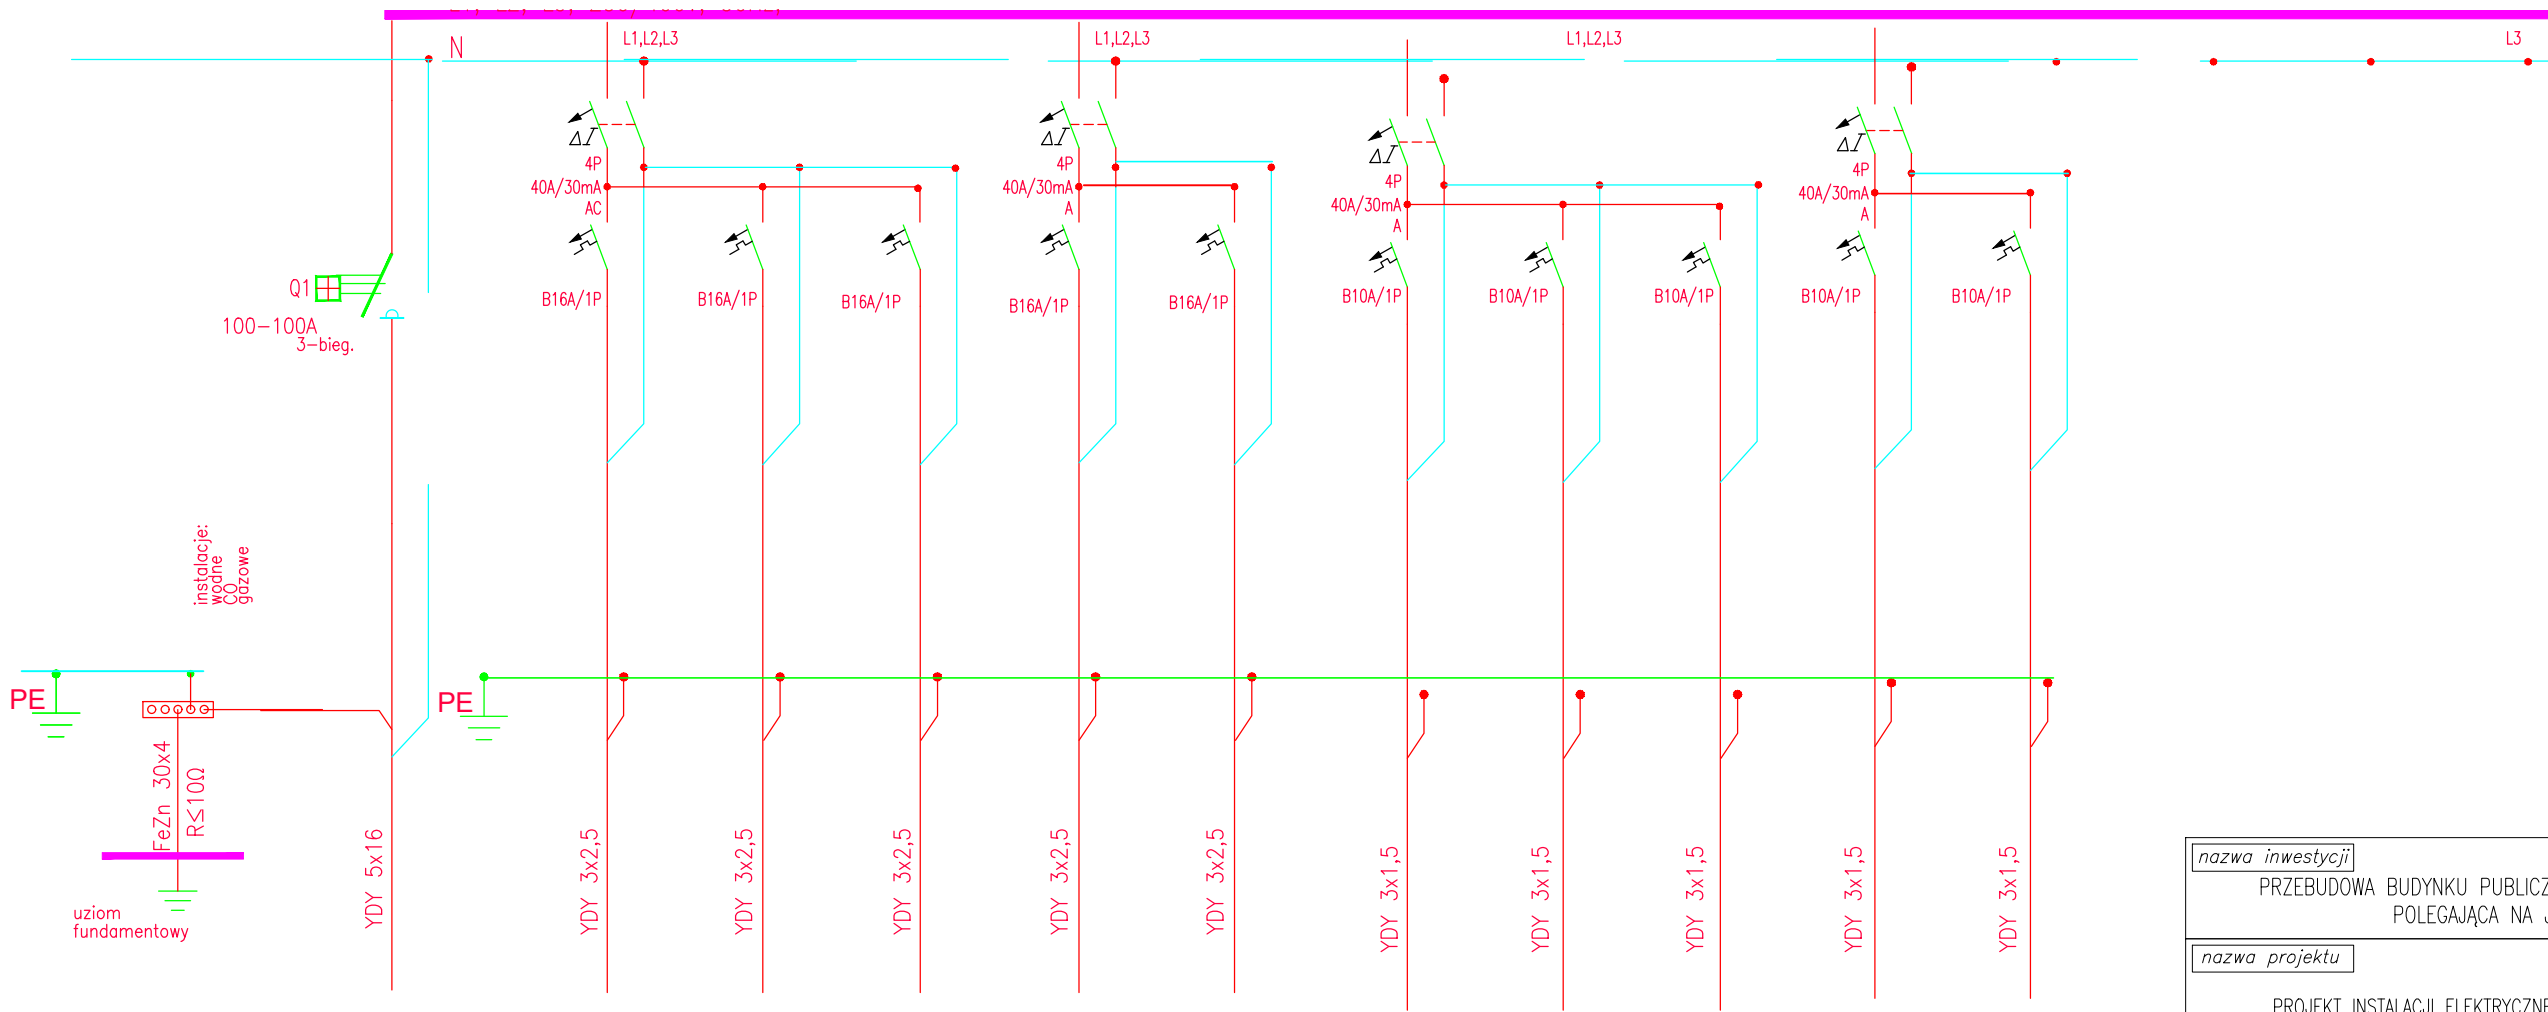 N
L1,L2,L3
L1,L2,L3
L1,L2,L3
L3
ΔI
4P
40A/30mA
AC
ΔI
4P
40A/30mA
A
ΔI
4P
40A/30mA
A
ΔI
4P
40A/30mA
A
Q1
100-100A
3-bieg.
B16A/1P
B16A/1P
B16A/1P
B16A/1P
B16A/1P
B10A/1P
B10A/1P
B10A/1P
B10A/1P
B10A/1P
instalacje:
wodne
CO
gazowe
PE
PE
FeZn 30x4
R≤10Ω
uziom
fundamentowy
YDY 5x16
YDY 3x2,5
YDY 3x2,5
YDY 3x2,5
YDY 3x2,5
YDY 3x2,5
YDY 3x1,5
YDY 3x1,5
YDY 3x1,5
YDY 3x1,5
YDY 3x1,5
nazwa inwestycji
PRZEBUDOWA BUDYNKU PUBLICZ
POLEGAJĄCA NA
nazwa projektu
PROJEKT INSTALACJI ELEKTRYCZNE